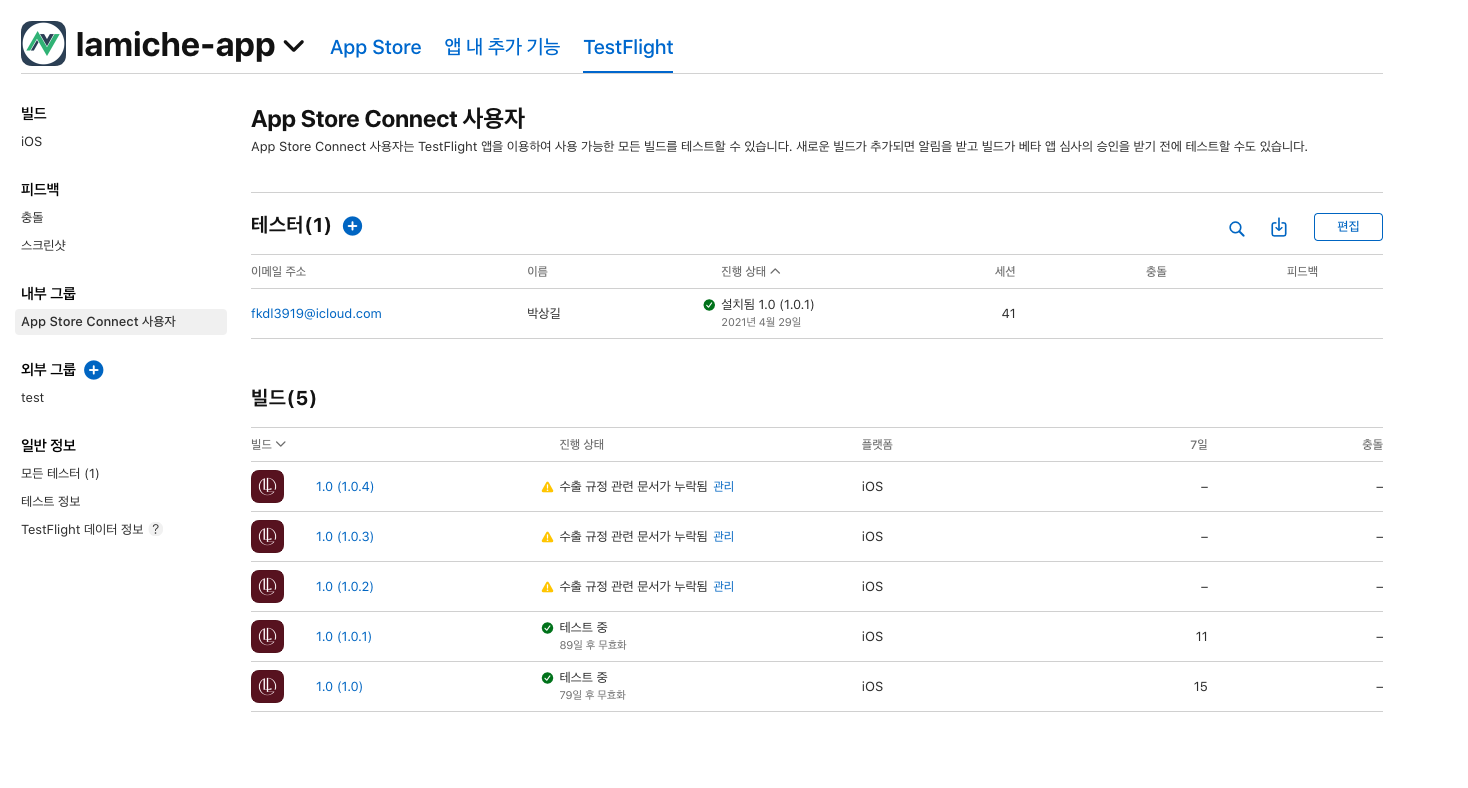 lamiche-app App Store 앱 내 추가 기능 TestFlight
빌드
iOS
피드백
충돌
스크린샷
내부 그룹
App Store Connect 사용자
외부 그룹
test
일반 정보
모든 테스터 (1)
테스트 정보
TestFlight 데이터 정보 ?
App Store Connect 사용자
App Store Connect 사용자는 TestFlight 앱을 이용하여 사용 가능한 모든 빌드를 테스트할 수 있습니다. 새로운 빌드가 추가되면 알림을 받고 빌드가 베타 앱 심사의 승인을 받기 전에 테스트할 수도 있습니다.
테스터(1) 편집
이메일 주소 이름 진행 상태 세션 충돌 피드백
fkdl3919@icloud.com 박상길 설치됨 1.0 (1.0.1) 41
2021년 4월 29일
빌드(5)
빌드 진행 상태 플랫폼 7일 충돌
1.0 (1.0.4) 수출 규정 관련 문서가 누락됨 관리 iOS – –
1.0 (1.0.3) 수출 규정 관련 문서가 누락됨 관리 iOS – –
1.0 (1.0.2) 수출 규정 관련 문서가 누락됨 관리 iOS – –
1.0 (1.0.1) 테스트 중 iOS 11 –
89일 후 무효화
1.0 (1.0) 테스트 중 iOS 15 –
79일 후 무효화